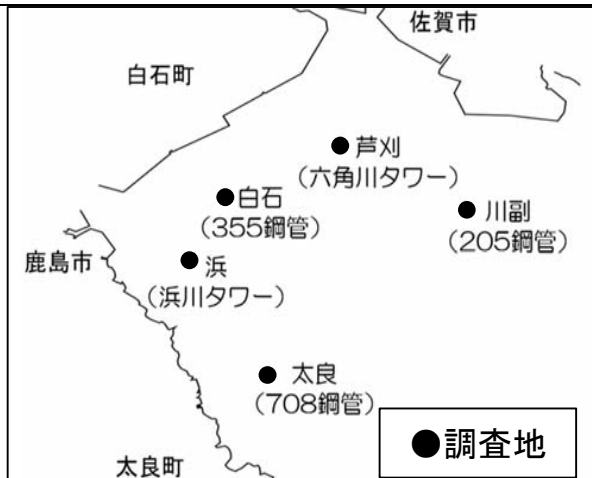 佐賀市
白石町
芦刈
(六角川タワー)
白石
(355鋼管)
川副
(205鋼管)
鹿島市
浜
(浜川タワー)
太良
(708鋼管)
●調査地
太良町